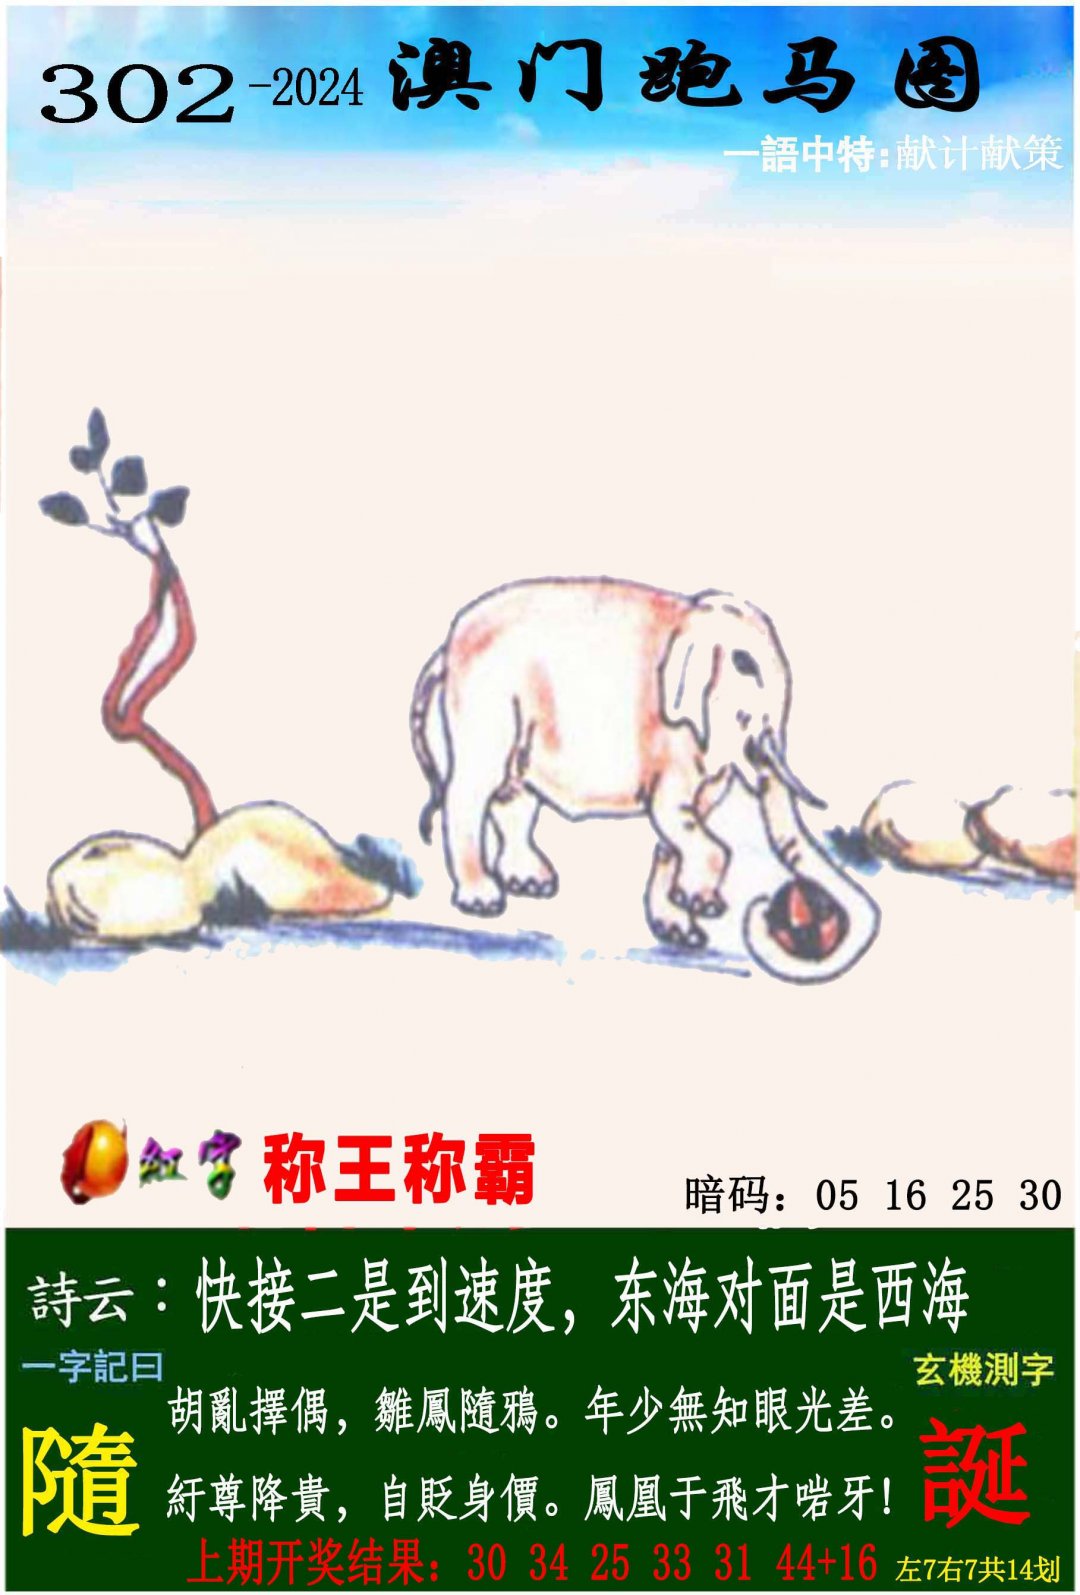 302-2024 澳门跑马图
一語中特:献计献策
红字 称王称霸
暗码：05 16 25 30
詩云：快接二是到速度，东海对面是西海
一字記曰
玄機測字
胡亂擇偶，雛鳳隨鴉。年少無知眼光差。
隨
誕
紆尊降貴，自貶身價。鳳凰于飛才啱牙!
上期开奖结果：30 34 25 33 31 44+16
左7右7共14划